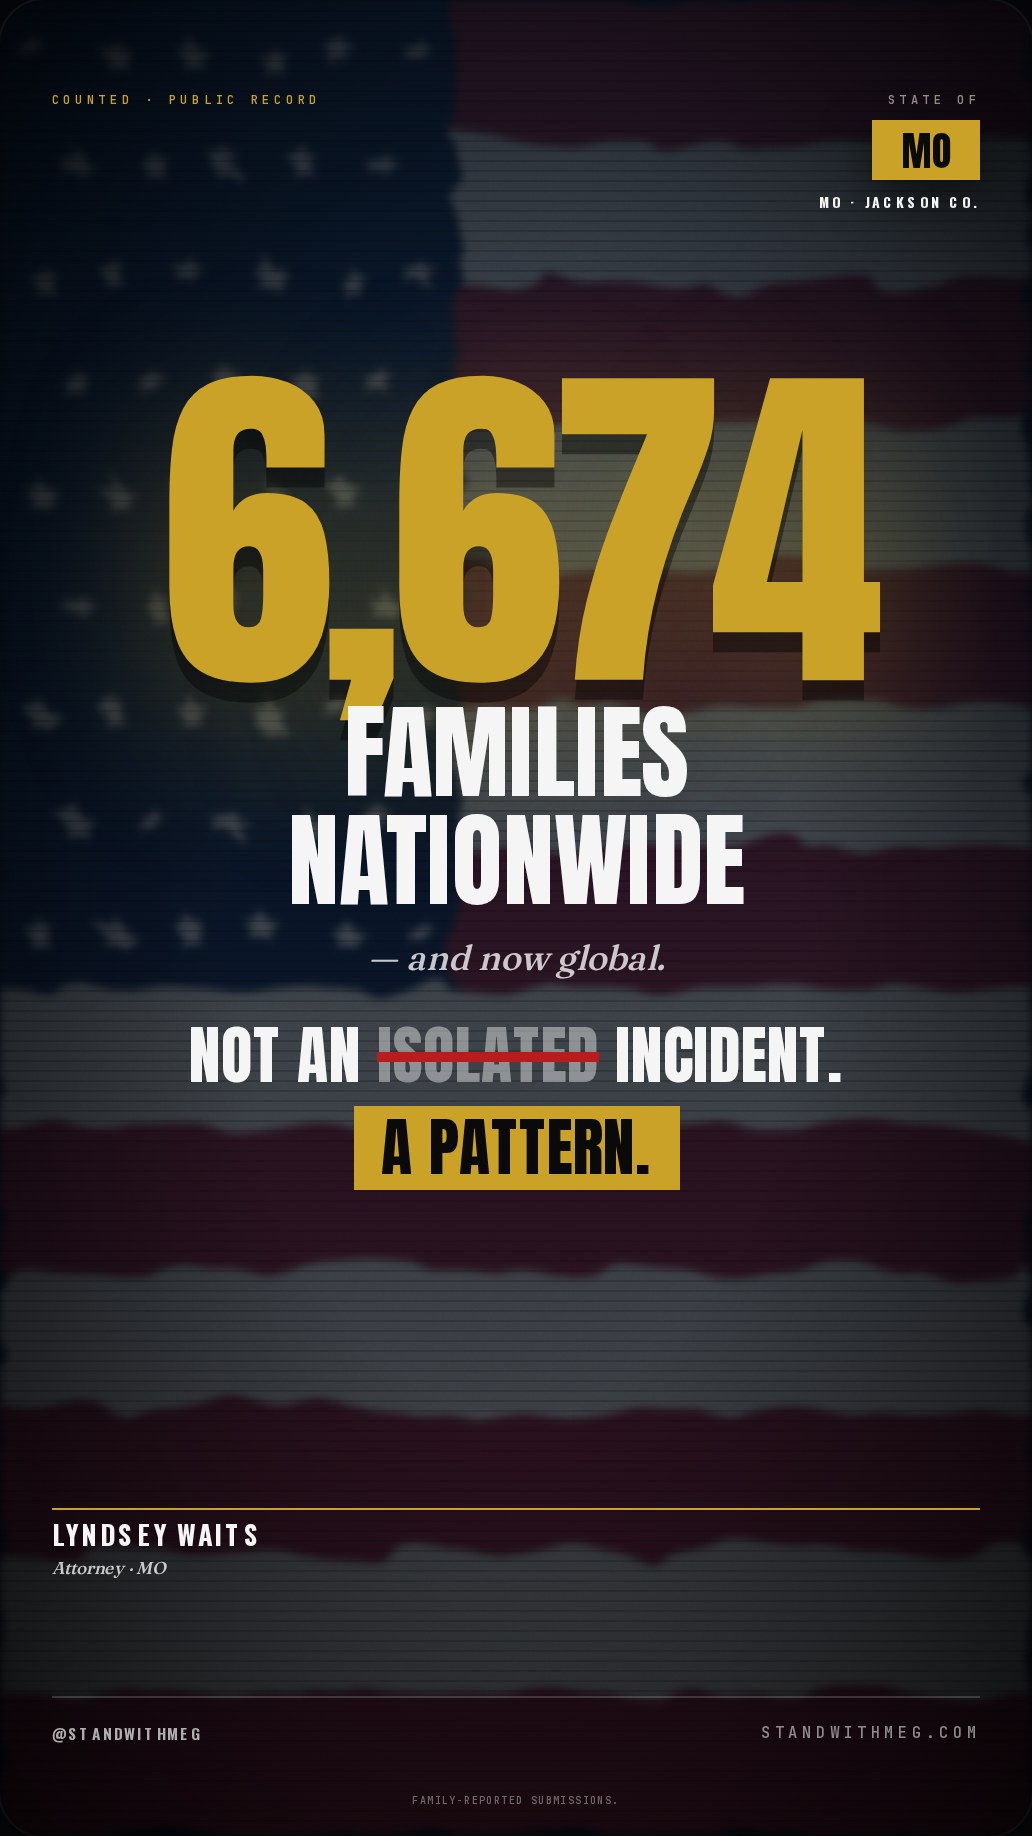 COUNTED · PUBLIC RECORD
STATE OF
MO
MO · JACKSON CO.
6,674
FAMILIES
NATIONWIDE
— and now global.
NOT AN ISOLATED INCIDENT.
A PATTERN.
LYNDSEY WAITS
Attorney · MO
@STANDWITHMEG
STANDWITHMEG.COM
FAMILY-REPORTED SUBMISSIONS.